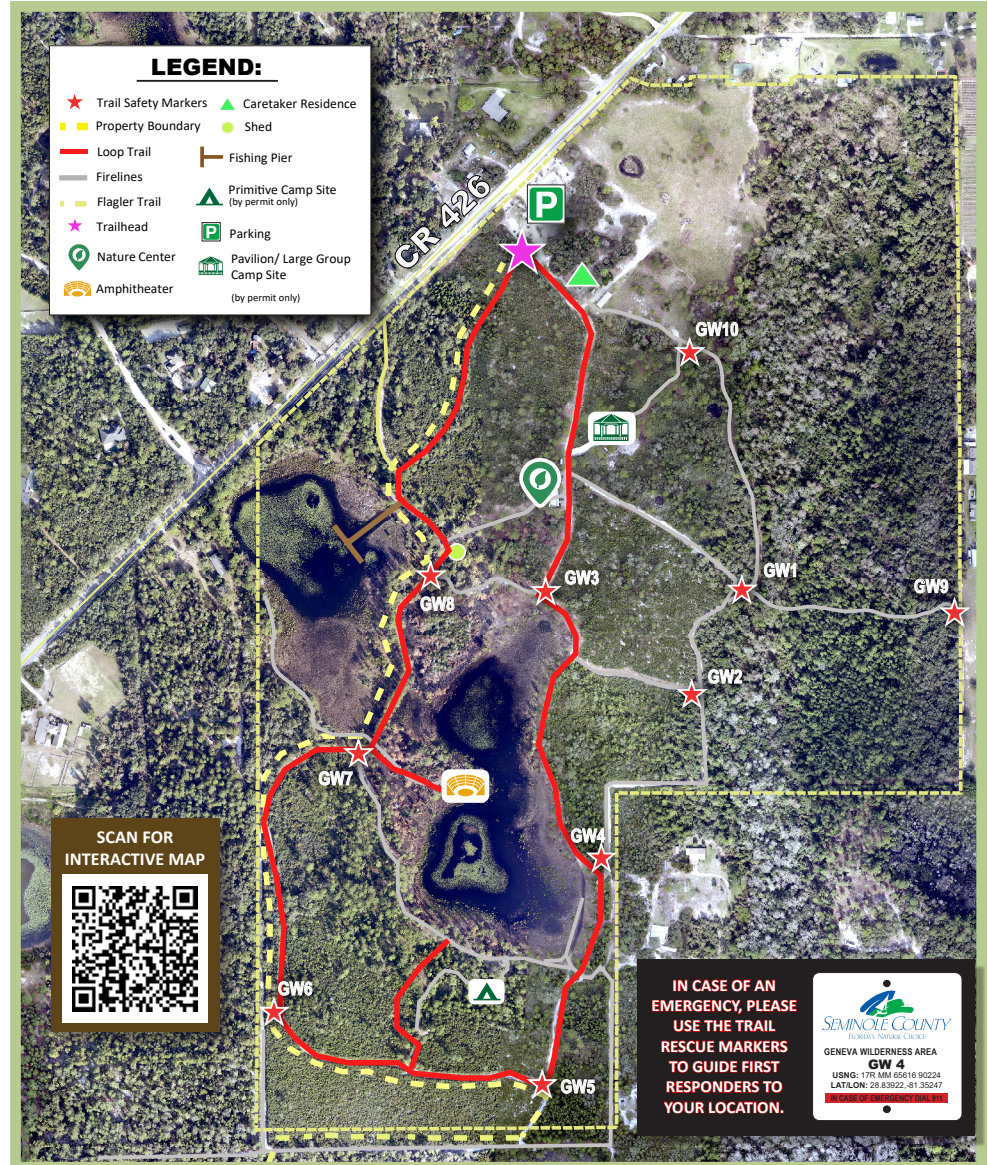 LEGEND:
Trail Safety Markers
Property Boundary
Loop Trail
Firelines
Flagler Trail
Trailhead
Nature Center
Amphitheater
Caretaker Residence
Shed
Fishing Pier
Primitive Camp Site
(by permit only)
P
Parking
Pavilion/ Large Group
Camp Site
(by permit only)
CR 426
P
GW10
GW3
GW1
GW9
GW8
GW2
GW7
GW4
GW6
GW5
SCAN FOR
INTERACTIVE MAP
IN CASE OF AN
EMERGENCY, PLEASE
USE THE TRAIL
RESCUE MARKERS
TO GUIDE FIRST
RESPONDERS TO
YOUR LOCATION.
SEMINOLE COUNTY
FLORIDA'S NATURAL CHOICE
GENEVA WILDERNESS AREA
GW 4
USNG: 17R MM 65616 90224
LAT/LON: 28.83922,-81.35247
IN CASE OF EMERGENCY DIAL 911